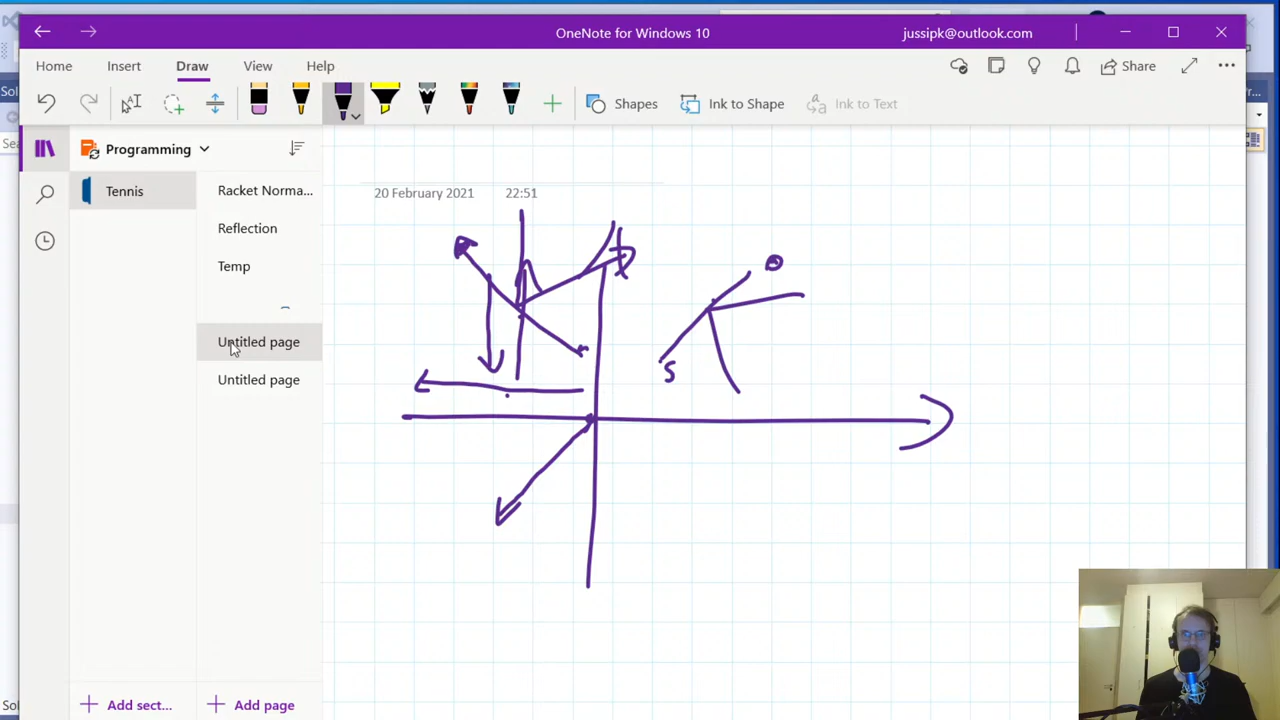 OneNote for Windows 10
jussipk@outlook.com
Home
Insert
Draw
View
Help
Share
Shapes
Ink to Shape
Ink to Text
Programming
Tennis
Racket Norma...
Reflection
Temp
Untitled page
Untitled page
Add sect...
Add page
20 February 2021
22:51
s